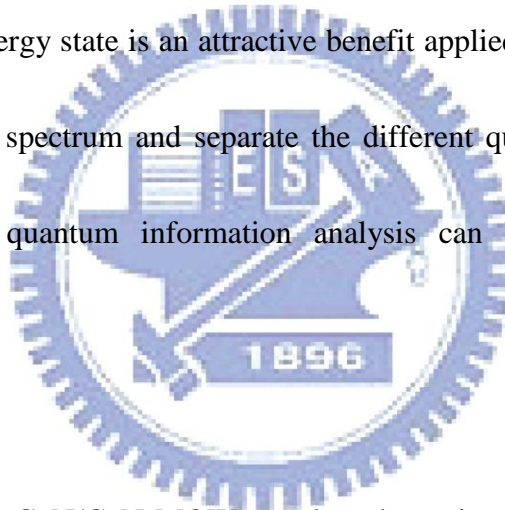 ergy state is an attractive benefit applied
spectrum and separate the different qu
quantum information analysis can
E S A
1896